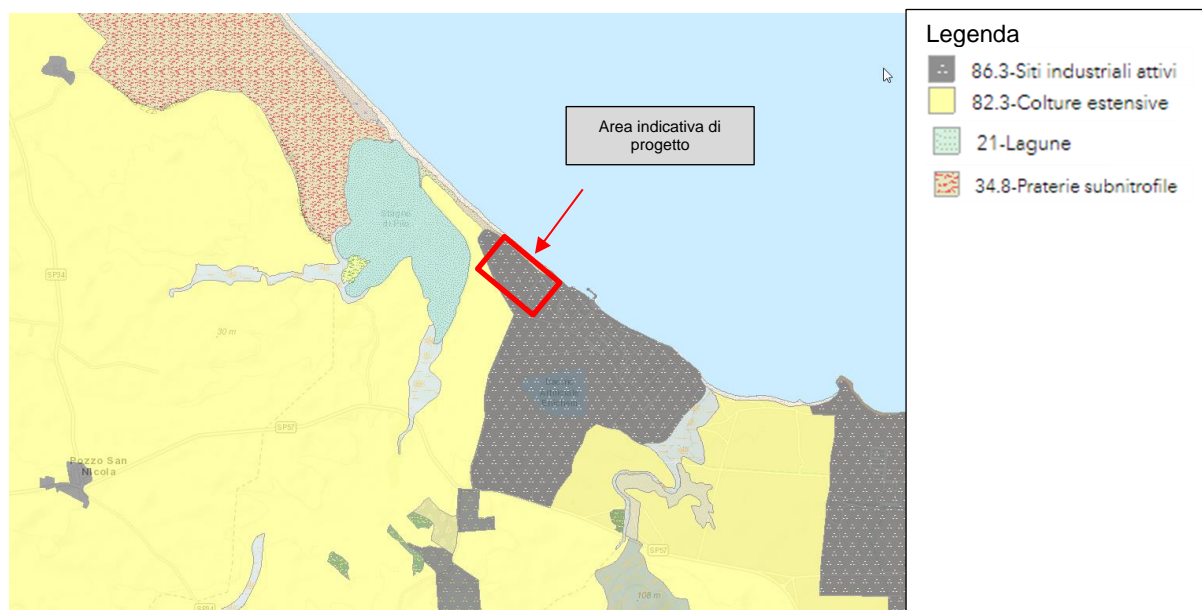 Legenda
86.3-Siti industriali attivi
82.3-Colture estensive
21-Lagune
34.8-Praterie subnitrofile
Area indicativa di
progetto
Stagno
di Pilo
SP34
30 m
SP57
Pozzo San
Nicola
SP57
108 m
SP34